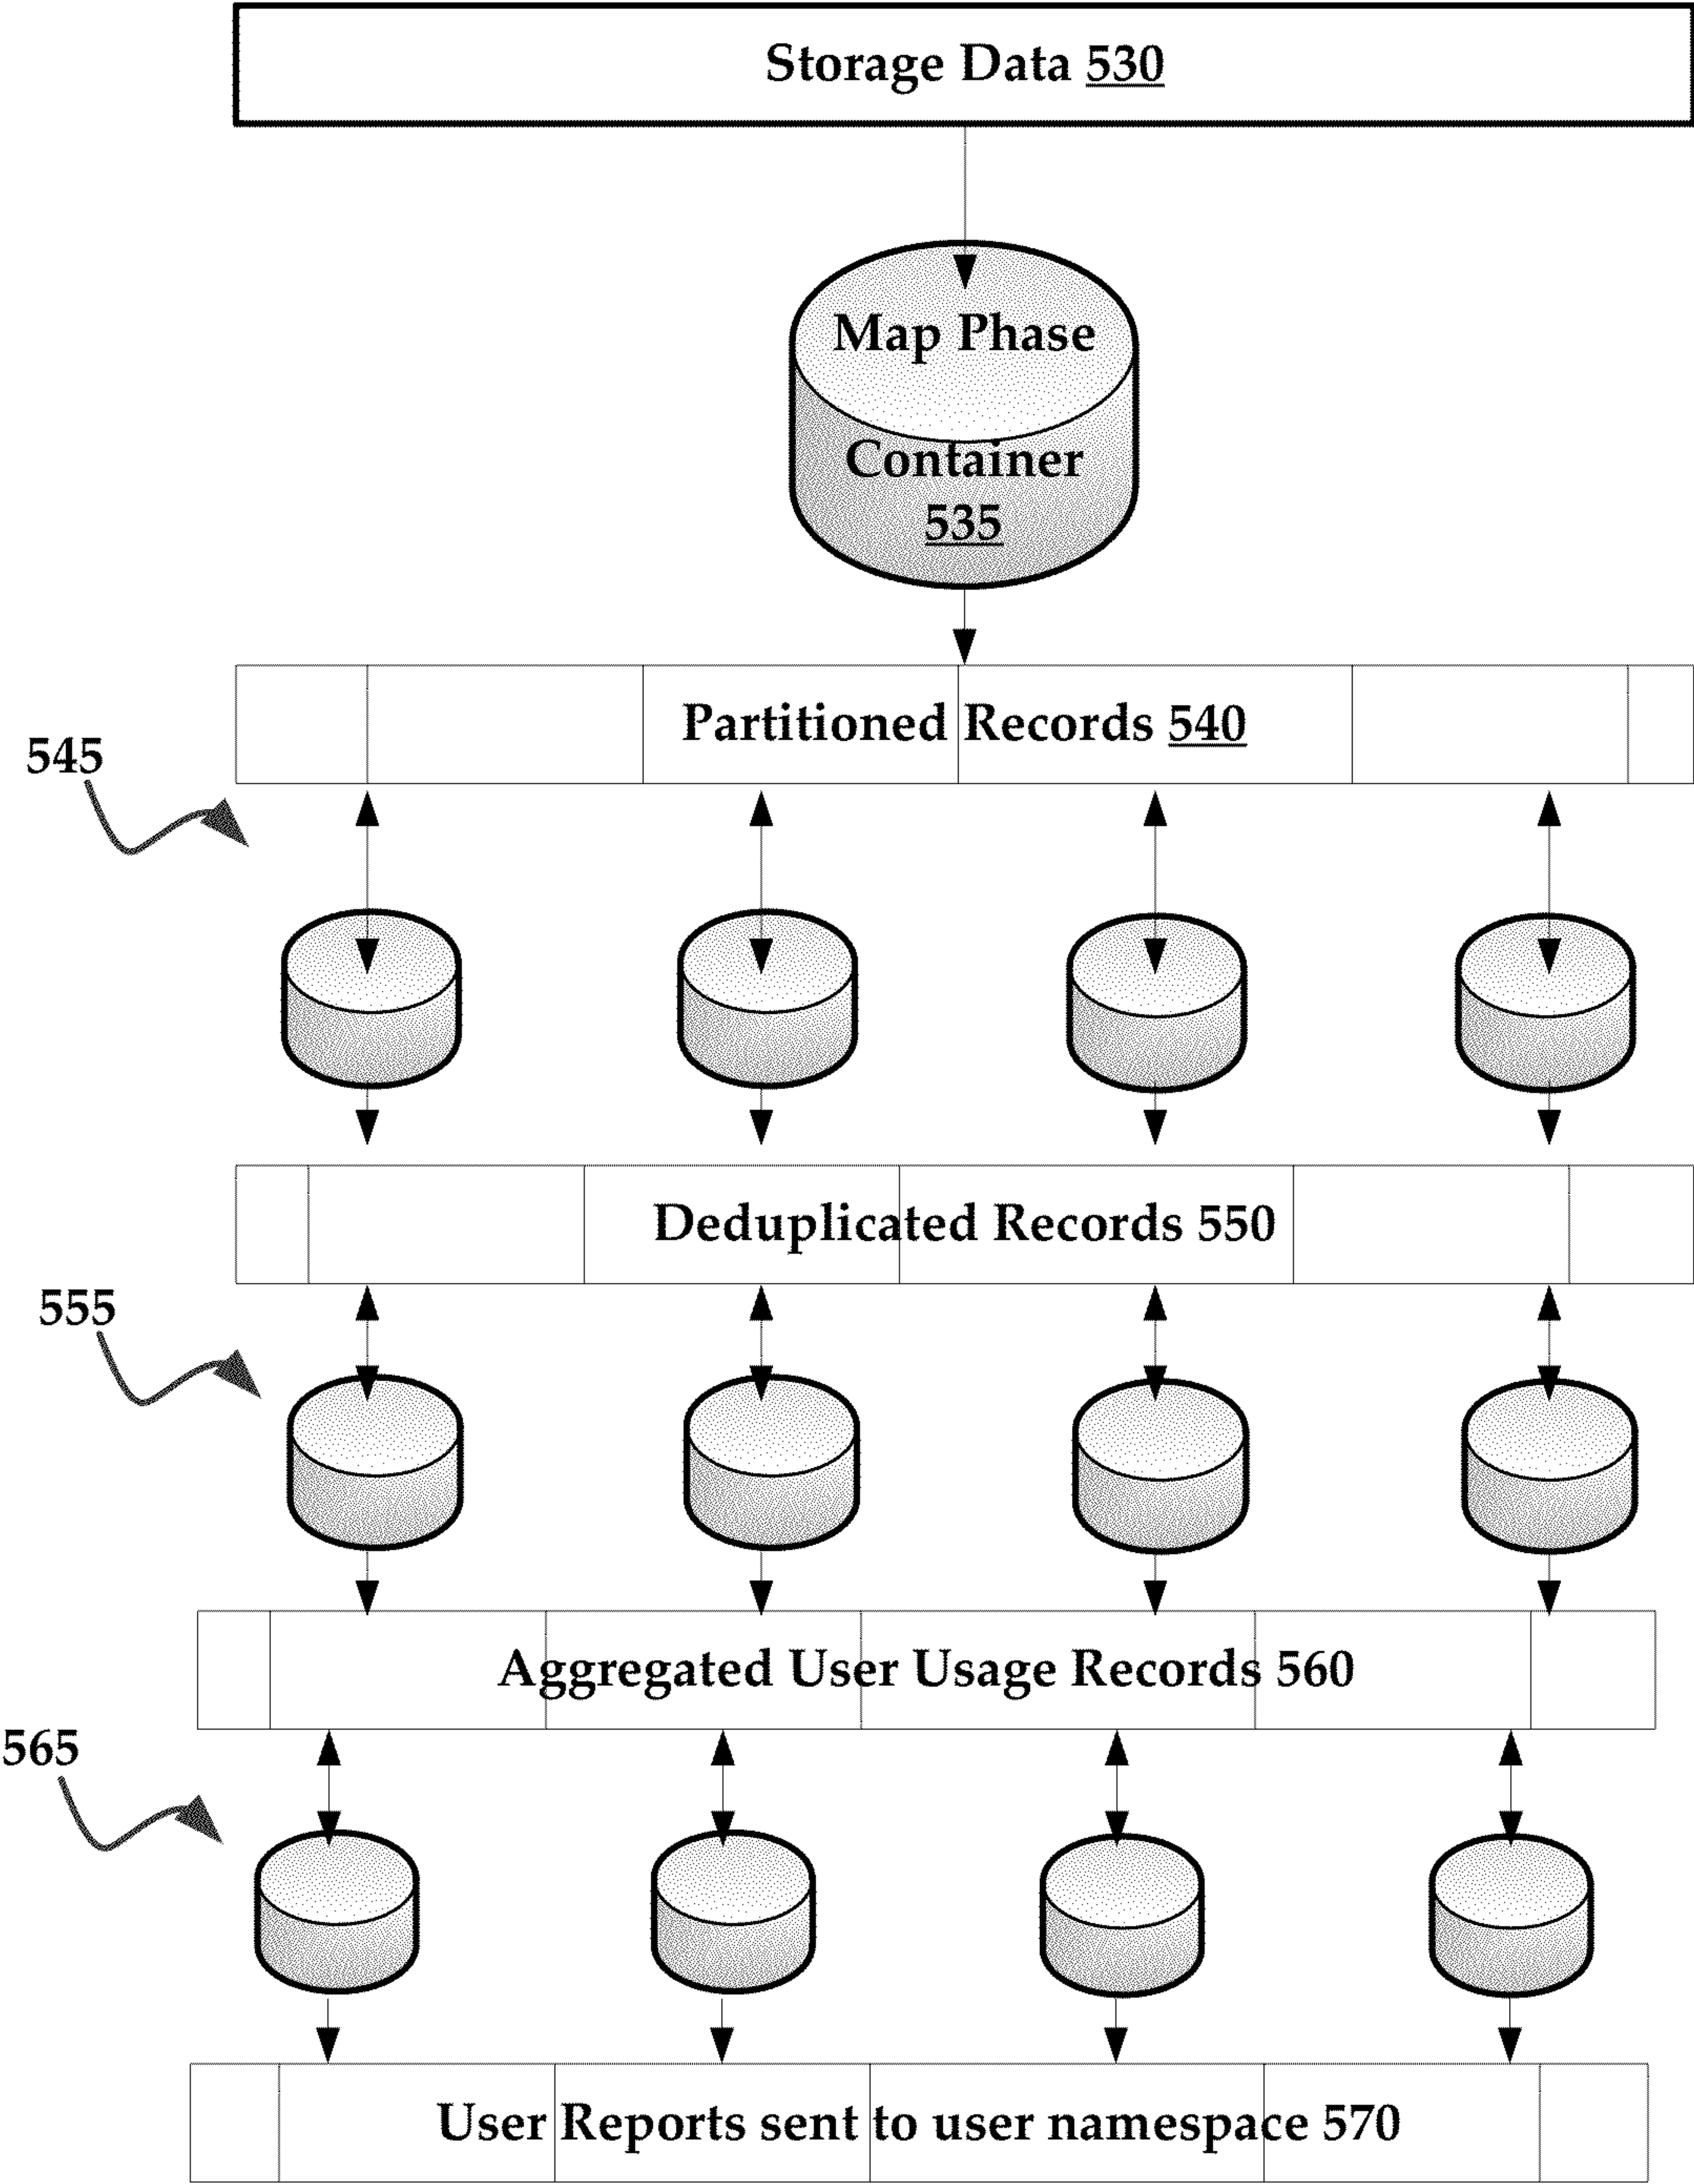 Storage Data 530
Map Phase
Container
535
Partitioned Records 540
545
Deduplicated Records 550
555
Aggregated User Usage Records 560
565
User Reports sent to user namespace 570